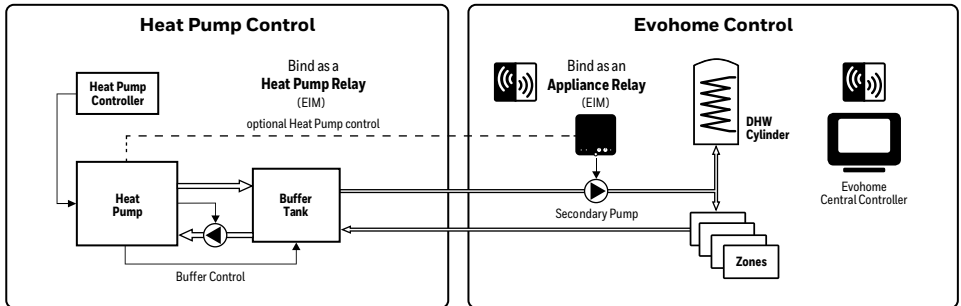 Heat Pump Control
Heat Pump
Controller
Bind as a
Heat Pump Relay
(EIM)
optional Heat Pump control
Heat
Pump
Buffer
Tank
Buffer Control
Evohome Control
Bind as an
Appliance Relay
(EIM)
Secondary Pump
DHW
Cylinder
Evohome
Central Controller
Zones